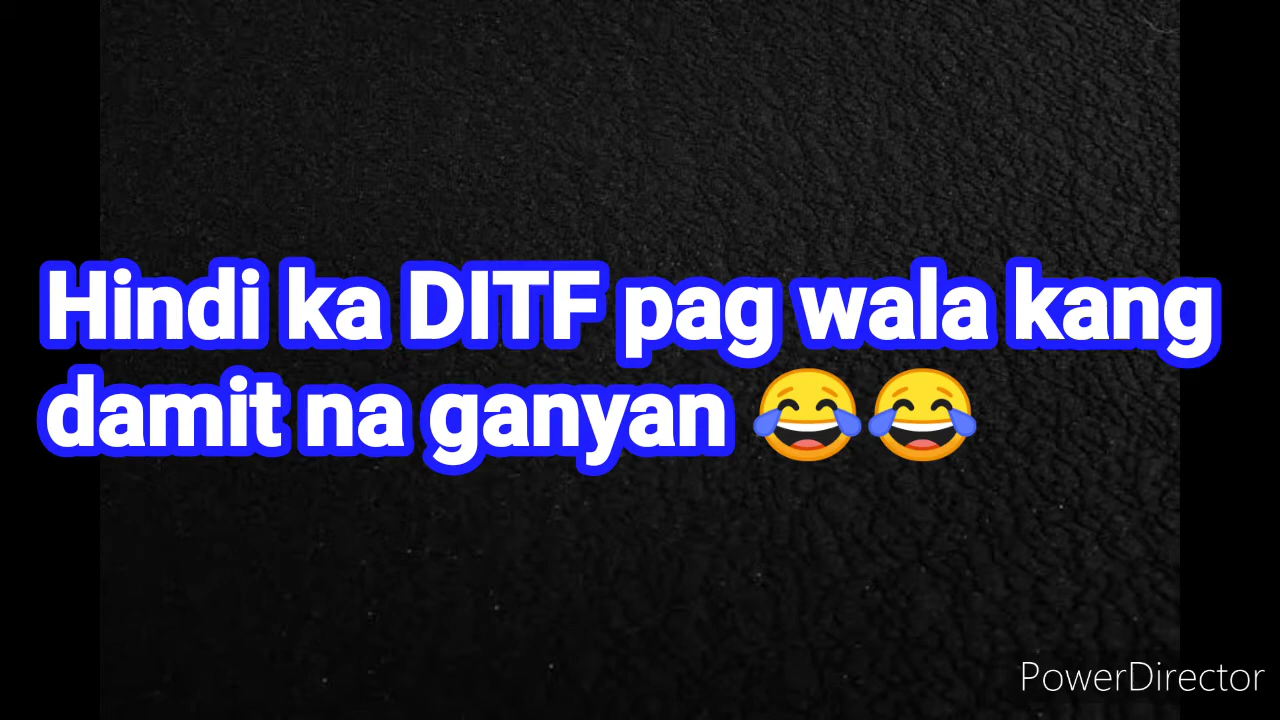 Hindi ka DITF pag wala kang
damit na ganyan 😂😂
PowerDirector